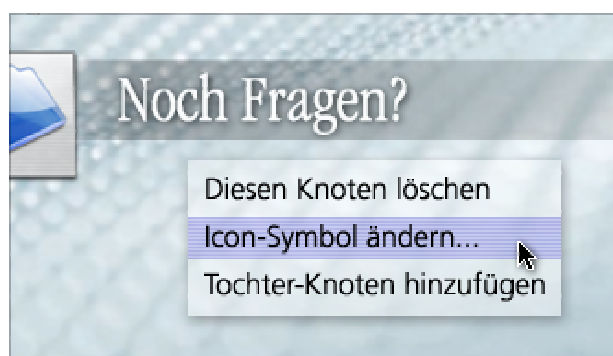 Noch Fragen?
Diesen Knoten löschen
Icon-Symbol ändern...
Tochter-Knoten hinzufügen